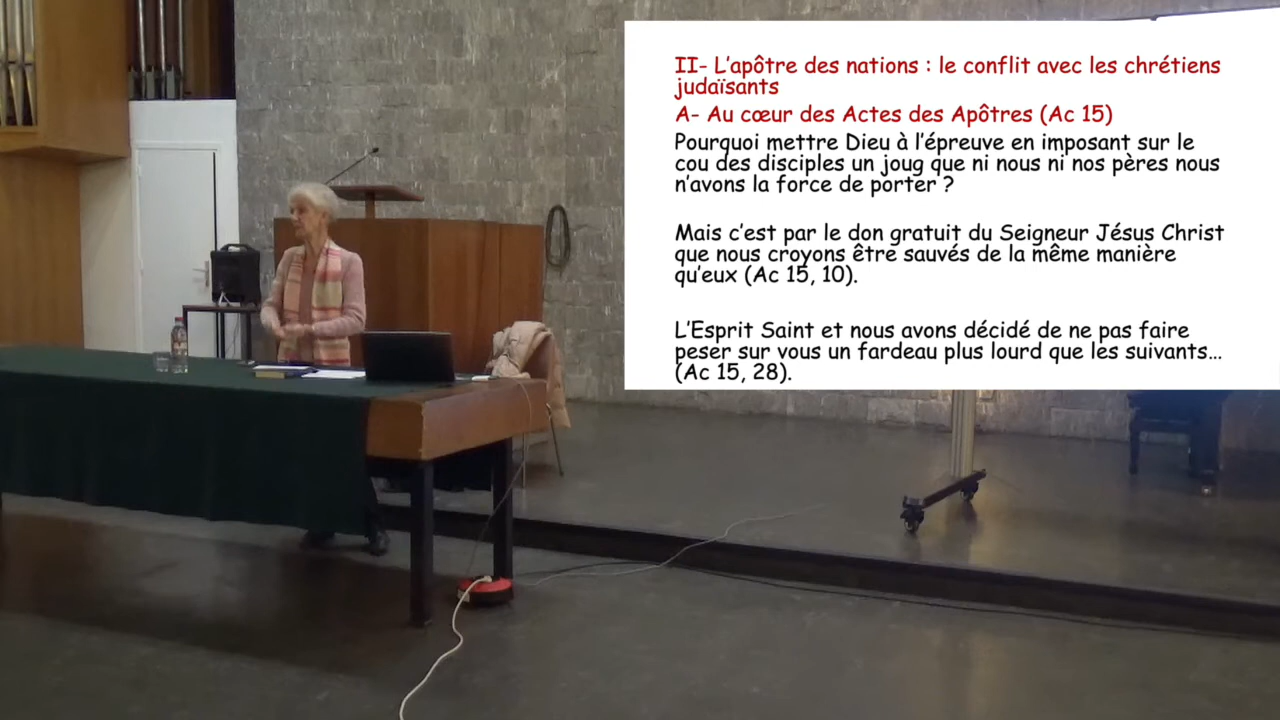 II- L'apôtre des nations : le conflit avec les chrétiens
judaïsants
A- Au cœur des Actes des Apôtres (Ac 15)
Pourquoi mettre Dieu à l'épreuve en imposant sur le
cou des disciples un joug que ni nous ni nos pères nous
n'avons la force de porter ?
Mais c'est par le don gratuit du Seigneur Jésus Christ
que nous croyons être sauvés de la même manière
qu'eux (Ac 15, 10).
L'Esprit Saint et nous avons décidé de ne pas faire
peser sur vous un fardeau plus lourd que les suivants...
(Ac 15, 28).